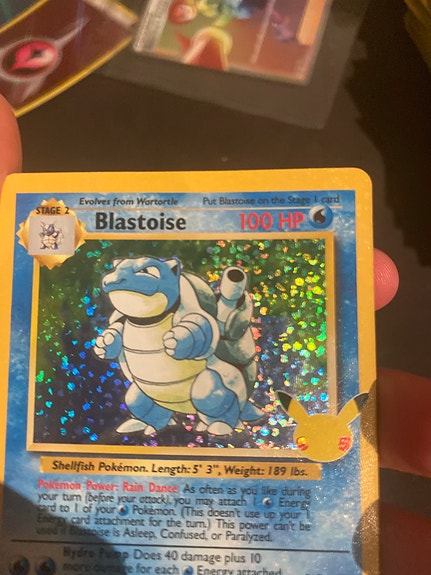 Evolves from Wartortle Put Blastoise on the Stage 1 card
STAGE 2
Blastoise 100 HP
Shellfish Pokémon. Length: 5' 3", Weight: 189 lbs.
Pokémon Power: Rain Dance As often as you like during
your turn (before your attack), you may attach 1 Energy
card to 1 of your Pokémon. (This doesn't use up your 1
Energy card attachment for the turn.) This power can't be
used if Blastoise is Asleep, Confused, or Paralyzed.
Hydro Pump Does 40 damage plus 10
more damage for each Energy attached